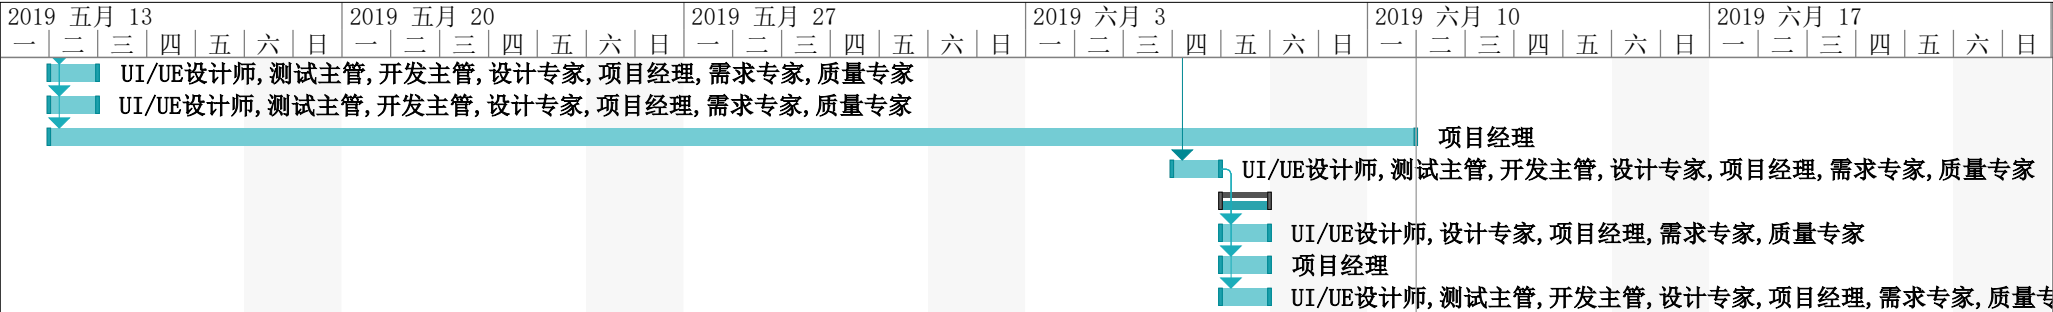 2019 五月 13 2019 五月 20 2019 五月 27 2019 六月 3 2019 六月 10 2019 六月 17
一 二 三 四 五 六 日 一 二 三 四 五 六 日 一 二 三 四 五 六 日 一 二 三 四 五 六 日 一 二 三 四 五 六 日 一 二 三 四 五 六 日
UI/UE设计师,测试主管,开发主管,设计专家,项目经理,需求专家,质量专家
UI/UE设计师,测试主管,开发主管,设计专家,项目经理,需求专家,质量专家
项目经理
UI/UE设计师,测试主管,开发主管,设计专家,项目经理,需求专家,质量专家
UI/UE设计师,设计专家,项目经理,需求专家,质量专家
项目经理
UI/UE设计师,测试主管,开发主管,设计专家,项目经理,需求专家,质量专